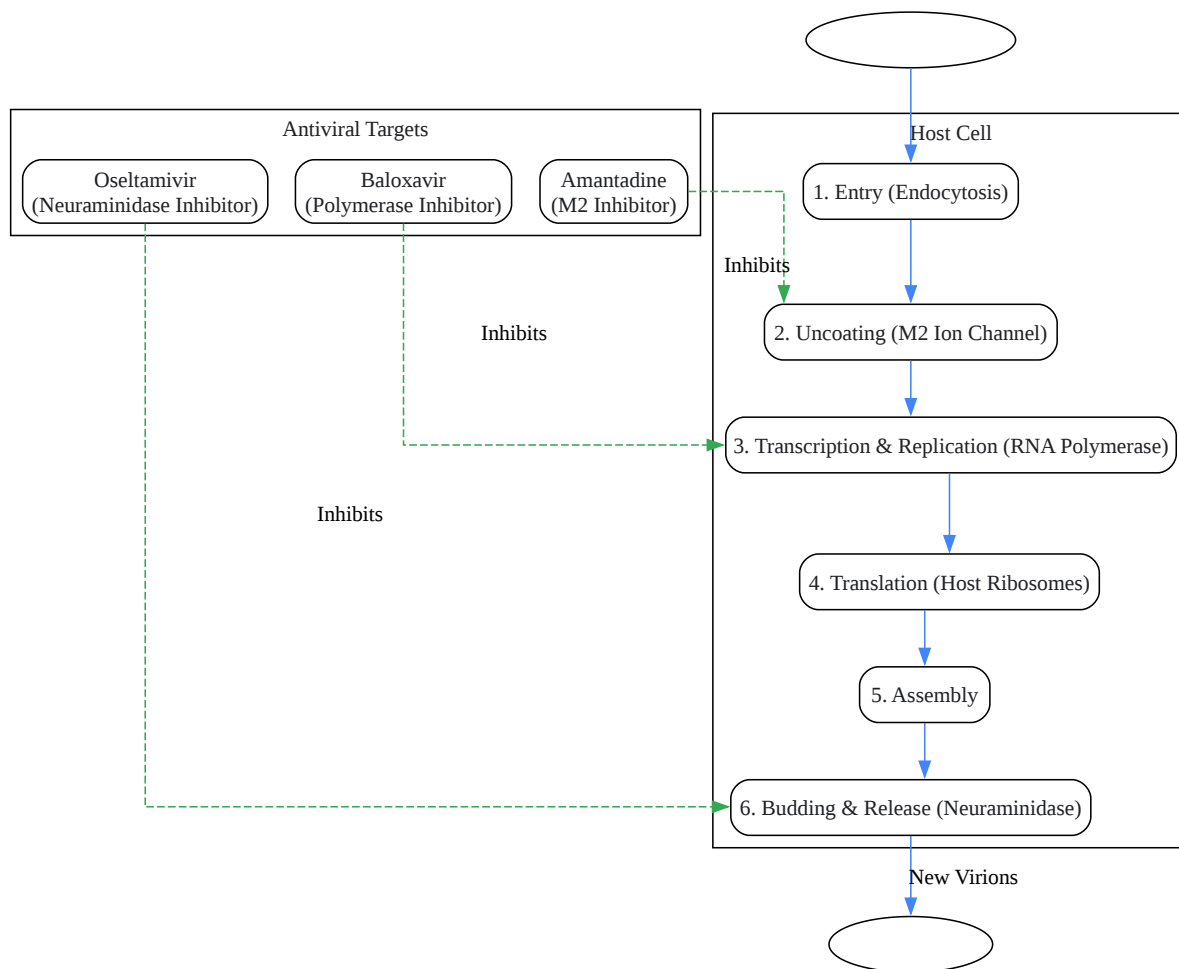 Antiviral Targets
Oseltamivir
(Neuraminidase Inhibitor)
Baloxavir
(Polymerase Inhibitor)
Amantadine
(M2 Inhibitor)
Host Cell
1. Entry (Endocytosis)
Inhibits
2. Uncoating (M2 Ion Channel)
Inhibits
3. Transcription & Replication (RNA Polymerase)
Inhibits
4. Translation (Host Ribosomes)
5. Assembly
6. Budding & Release (Neuraminidase)
New Virions